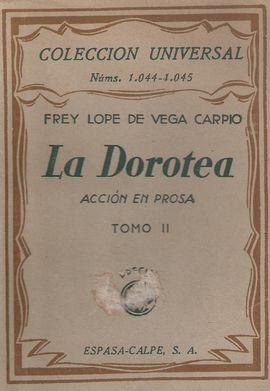 COLECCION UNIVERSAL
Núms. 1.044-1.045
FREY LOPE DE VEGA CARPIO
La Dorotea
ACCIÓN EN PROSA
TOMO II
ESPASA-CALPE, S. A.